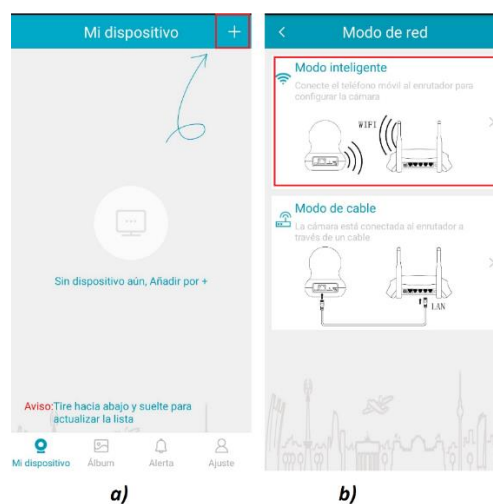 Mi dispositivo
+
Sin dispositivo aún, Añadir por +
Aviso:Tire hacia abajo y suelte para
actualizar la lista
Mi dispositivo
Álbum
Alerta
Ajuste
a)
Modo de red
Modo inteligente
Conecte el teléfono móvil al enrutador para
configurar la cámara
WIFI
Modo de cable
La cámara está conectada al enrutador a
través de un cable
LAN
b)